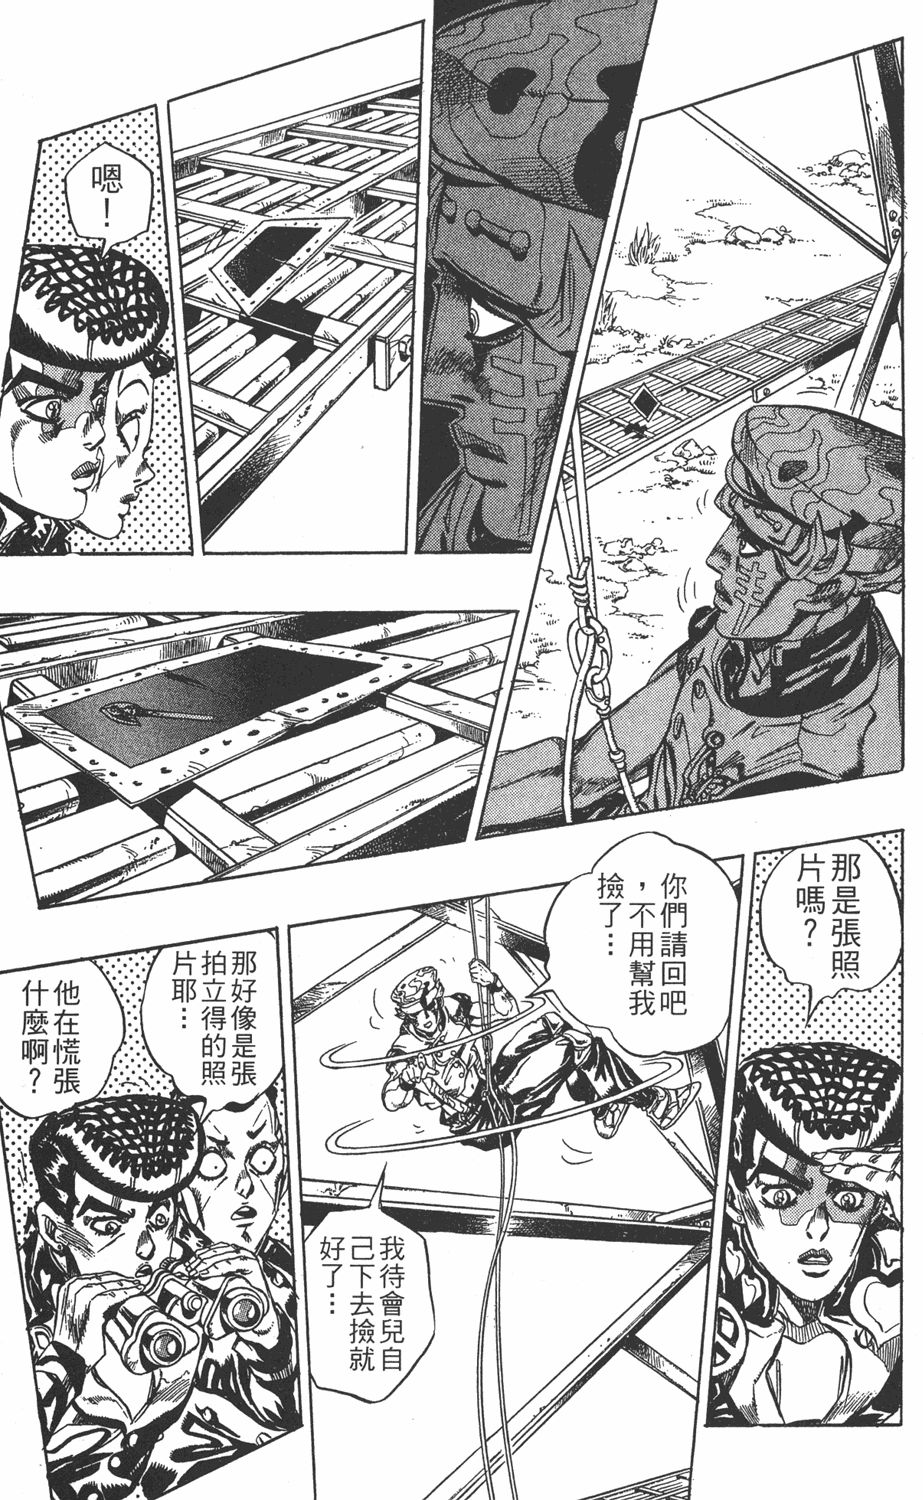 嗯！
那是張照
片嗎？
你們請回吧
，不用幫我
撿了…
我待會兒自
己下去撿就
好了…
那好像是張
拍立得的照
片耶…
他在慌張
什麼啊？